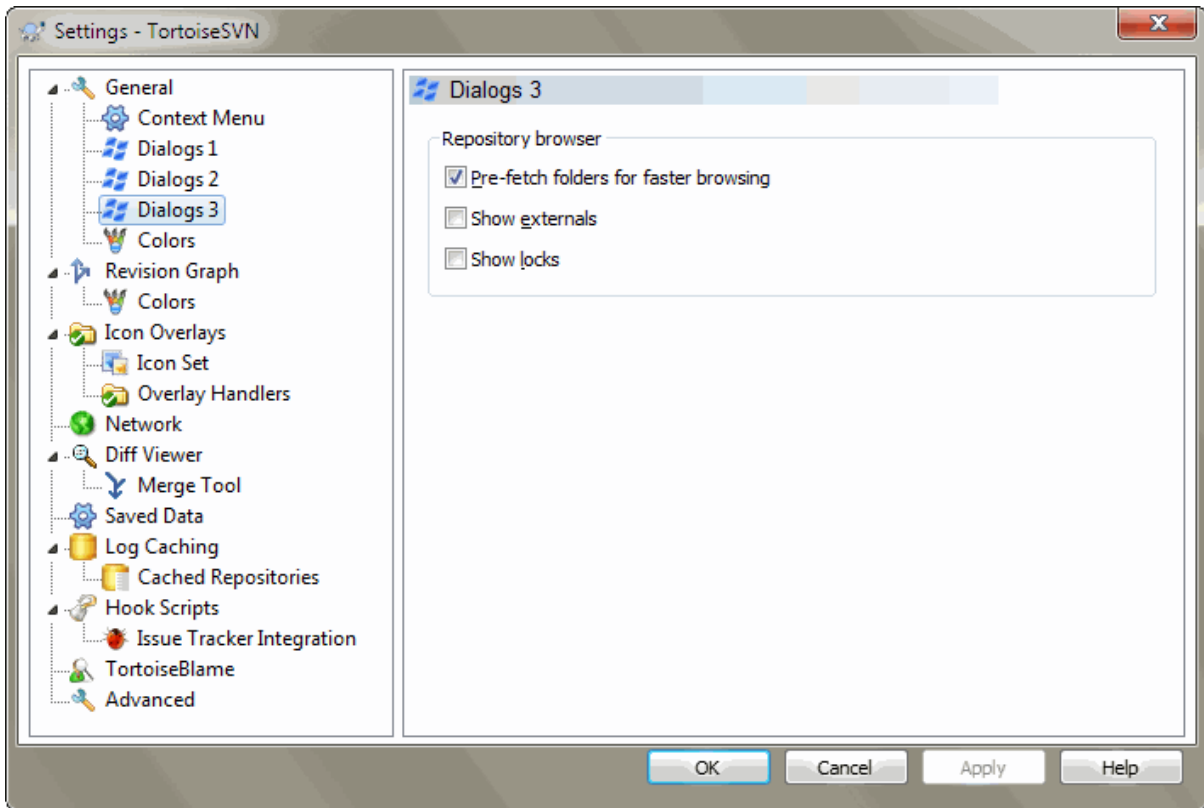 Settings - TortoiseSVN
General
Context Menu
Dialogs 1
Dialogs 2
Dialogs 3
Colors
Revision Graph
Colors
Icon Overlays
Icon Set
Overlay Handlers
Network
Diff Viewer
Merge Tool
Saved Data
Log Caching
Cached Repositories
Hook Scripts
Issue Tracker Integration
TortoiseBlame
Advanced
Dialogs 3
Repository browser
Pre-fetch folders for faster browsing
Show externals
Show locks
OK
Cancel
Apply
Help